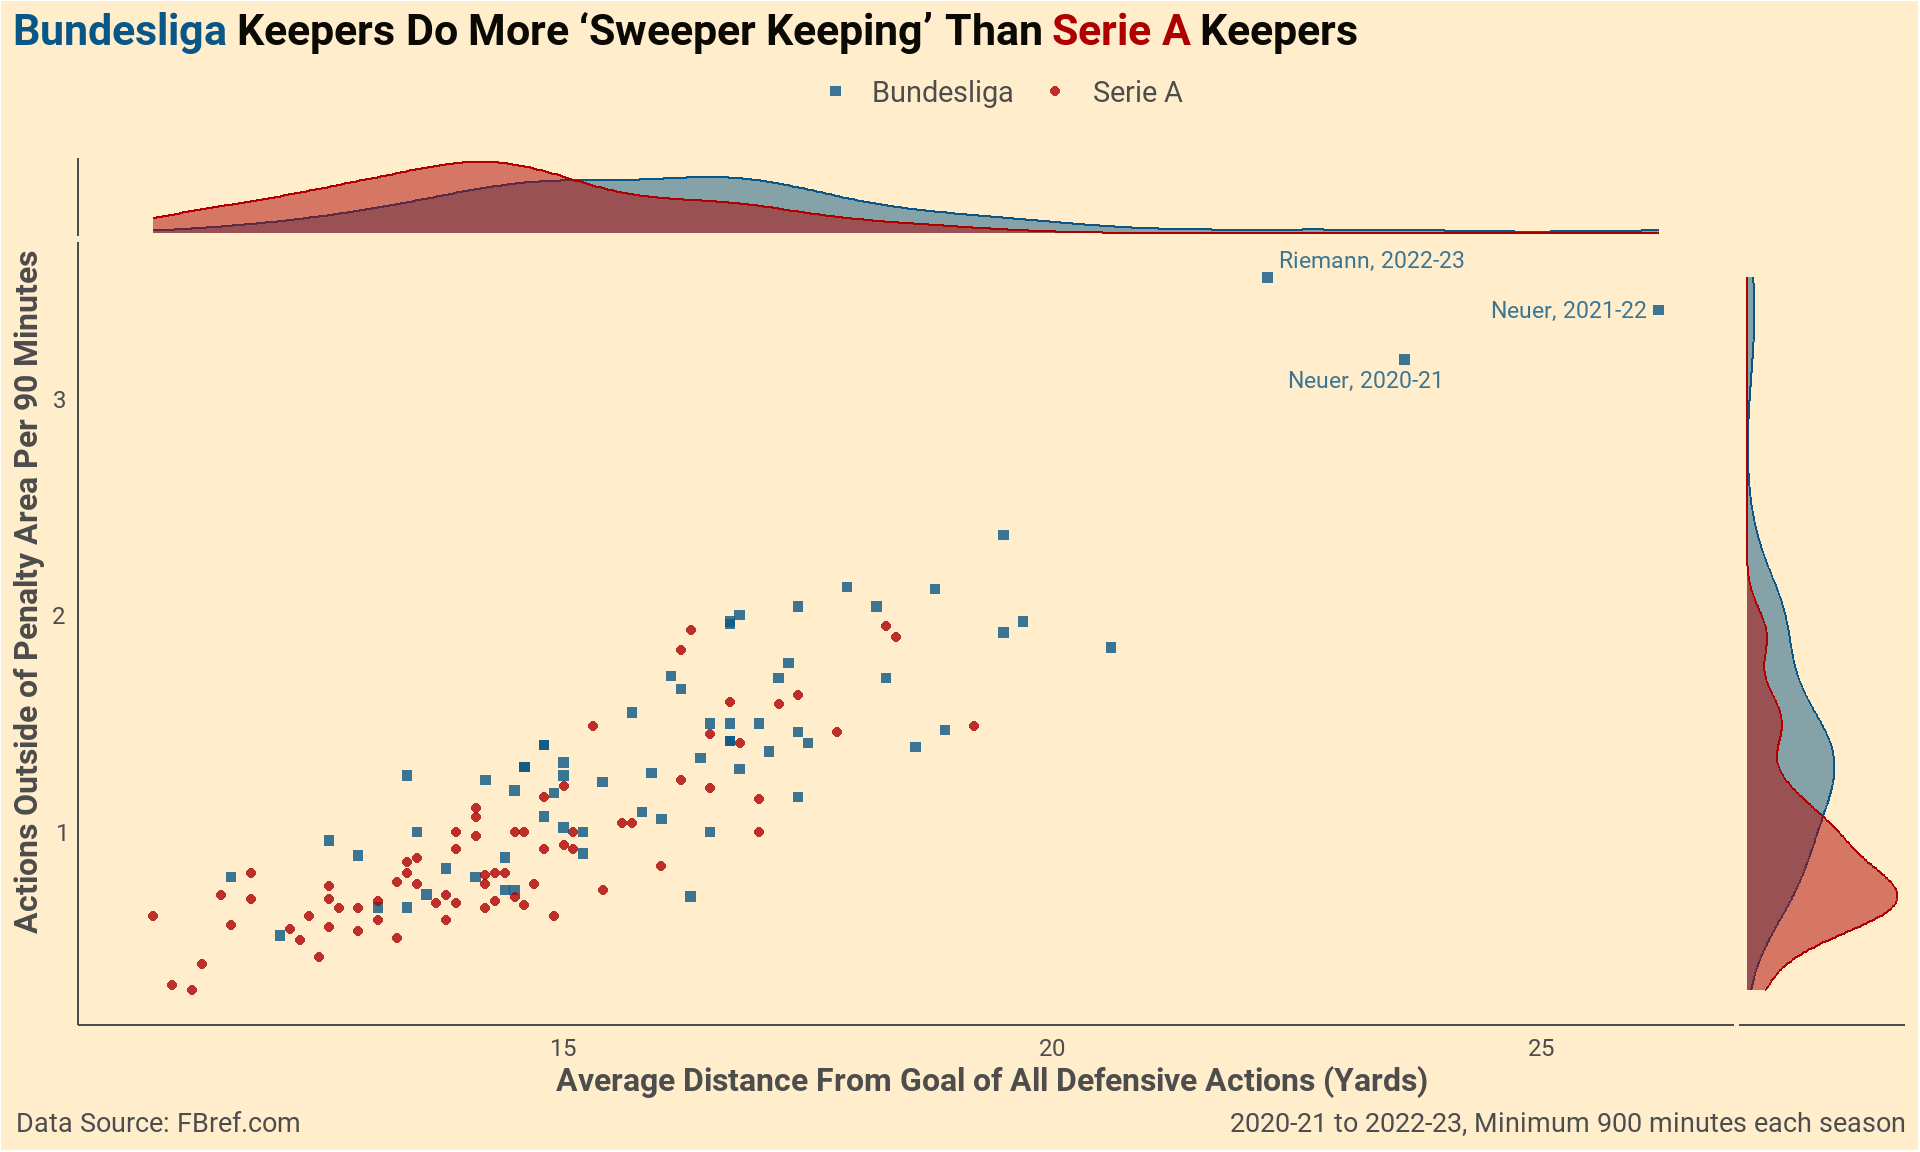 Bundesliga Keepers Do More ‘Sweeper Keeping’ Than Serie A Keepers
Bundesliga Serie A
Riemann, 2022-23
Neuer, 2021-22
Neuer, 2020-21
Actions Outside of Penalty Area Per 90 Minutes
3
2
1
15 20 25
Average Distance From Goal of All Defensive Actions (Yards)
Data Source: FBref.com
2020-21 to 2022-23, Minimum 900 minutes each season